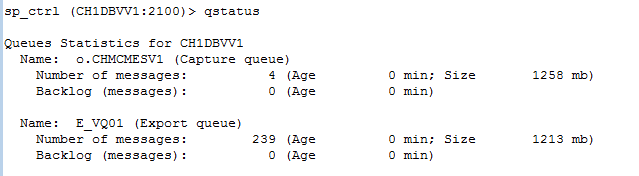 sp_ctrl (CH1DBVV1:2100)> qstatus
Queues Statistics for CH1DBVV1
Name: o.CHMCMESV1 (Capture queue)
Number of messages: 4 (Age 0 min; Size 1258 mb)
Backlog (messages): 0 (Age 0 min)
Name: E_VQ01 (Export queue)
Number of messages: 239 (Age 0 min; Size 1213 mb)
Backlog (messages): 0 (Age 0 min)